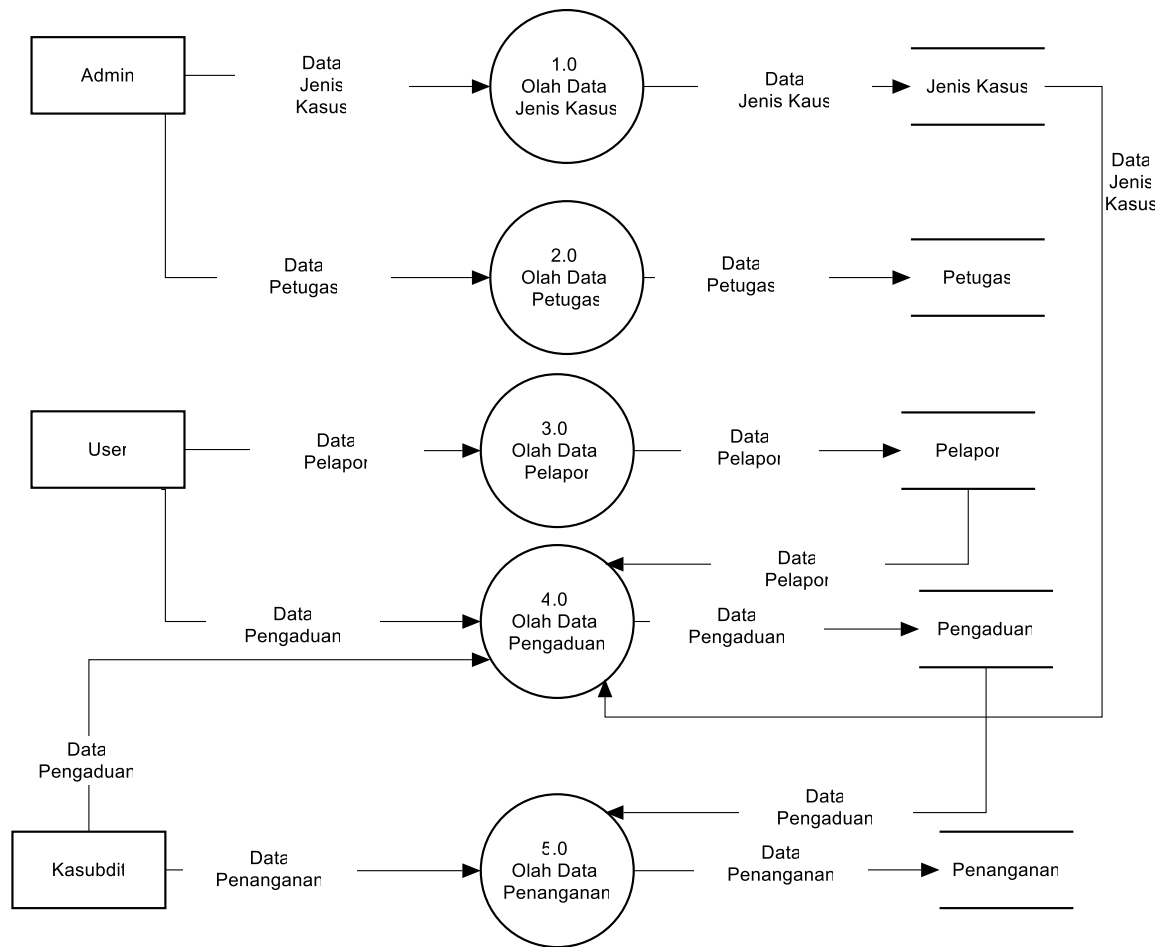 Admin
Data
Jenis
Kasus
1.0
Olah Data
Jenis Kasus
Data
Jenis Kaus
Jenis Kasus
Data
Jenis
Kasus
Data
Petugas
2.0
Olah Data
Petugas
Data
Petugas
Petugas
User
Data
Pelapor
3.0
Olah Data
Pelapor
Data
Pelapor
Pelapor
Data
Pelapor
Data
Pengaduan
4.0
Olah Data
Pengaduan
Data
Pengaduan
Pengaduan
Data
Pengaduan
Data
Pengaduan
Kasubdit
Data
Penanganan
5.0
Olah Data
Penanganan
Data
Penanganan
Penanganan